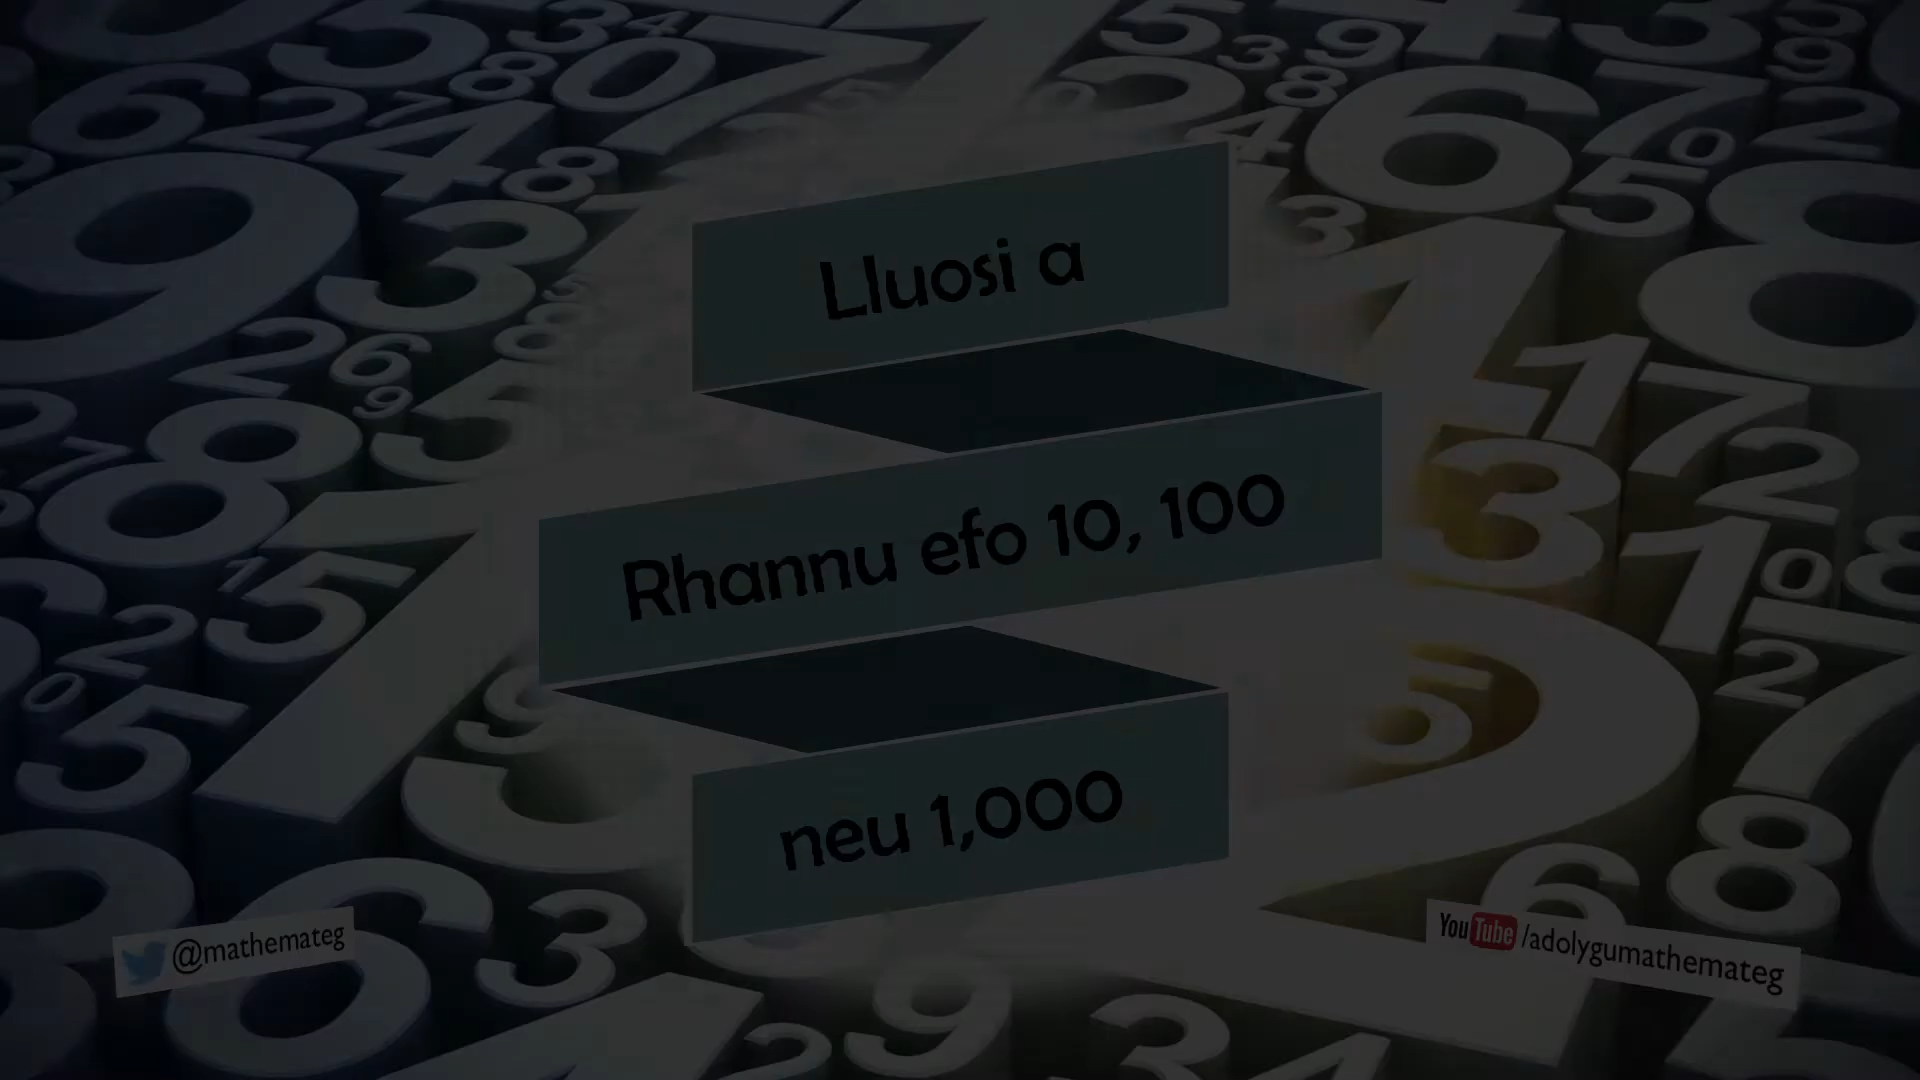 Lluosi a
Rhannu efo 10, 100
neu 1,000
@mathemateg
YouTube /adolygumathemateg